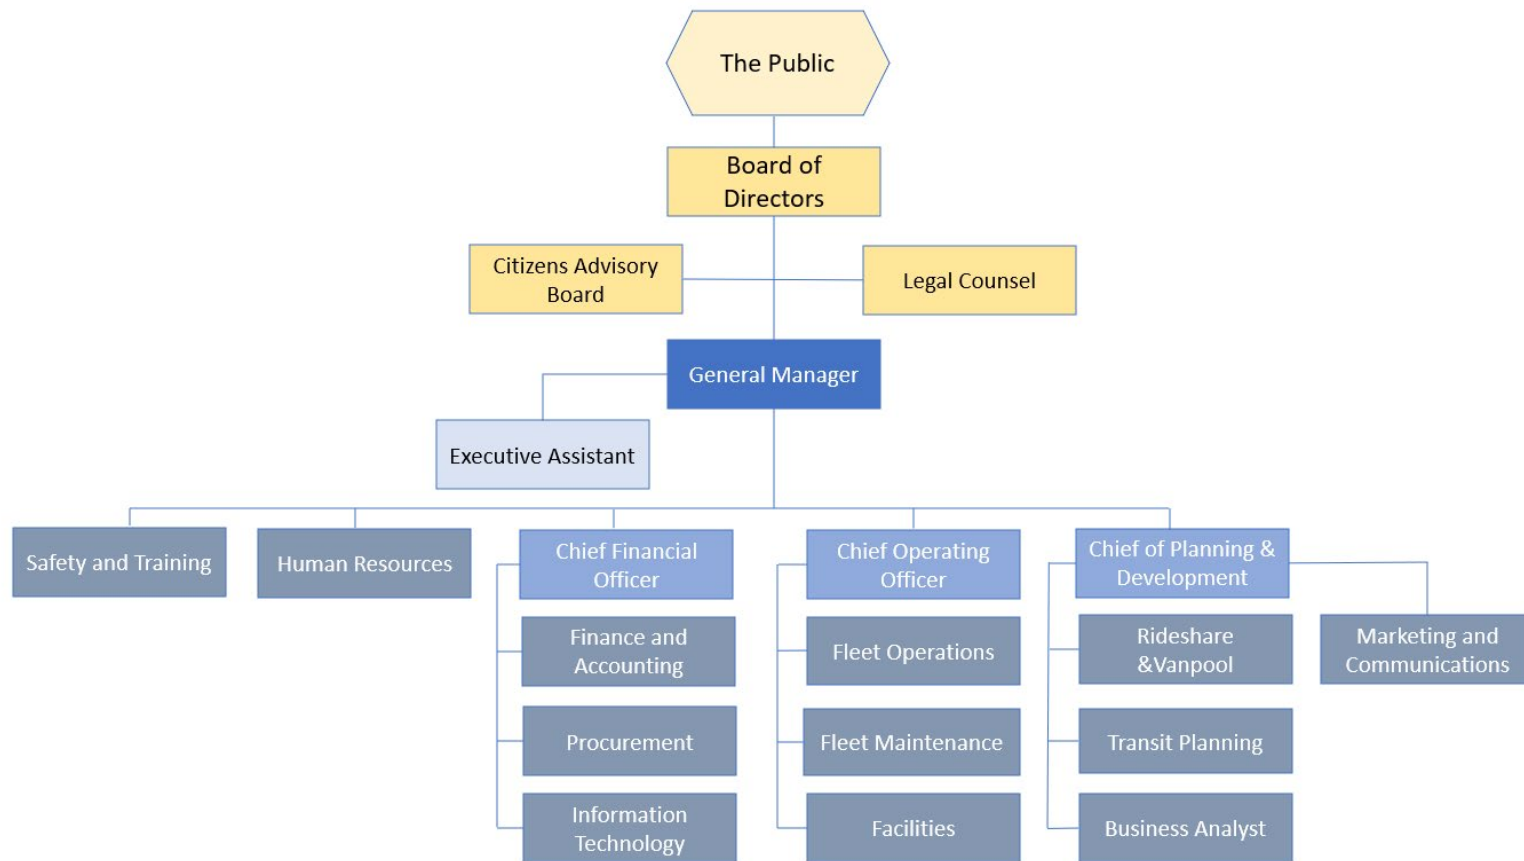 The Public
Board of
Directors
Citizens Advisory
Board
Legal Counsel
General Manager
Executive Assistant
Safety and Training
Human Resources
Chief Financial
Officer
Chief Operating
Officer
Chief of Planning &
Development
Finance and
Accounting
Fleet Operations
Rideshare
&Vanpool
Marketing and
Communications
Procurement
Fleet Maintenance
Transit Planning
Information
Technology
Facilities
Business Analyst